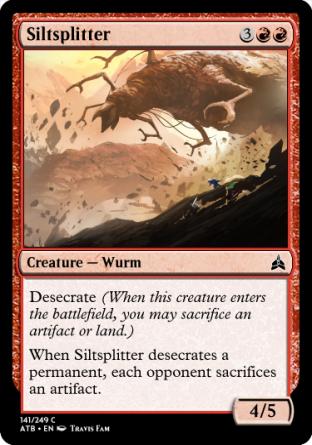 Siltsplitter 3
Creature — Wurm
Desecrate (When this creature enters
the battlefield, you may sacrifice an
artifact or land.)
When Siltsplitter desecrates a
permanent, each opponent sacrifices
an artifact.
4/5
141/249 C
ATB • EN Travis Fam